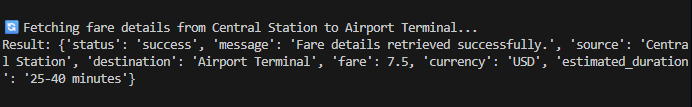 🔄 Fetching fare details from Central Station to Airport Terminal...
Result: {'status': 'success', 'message': 'Fare details retrieved successfully.', 'source': 'Centra
l Station', 'destination': 'Airport Terminal', 'fare': 7.5, 'currency': 'USD', 'estimated_duration
': '25-40 minutes'}